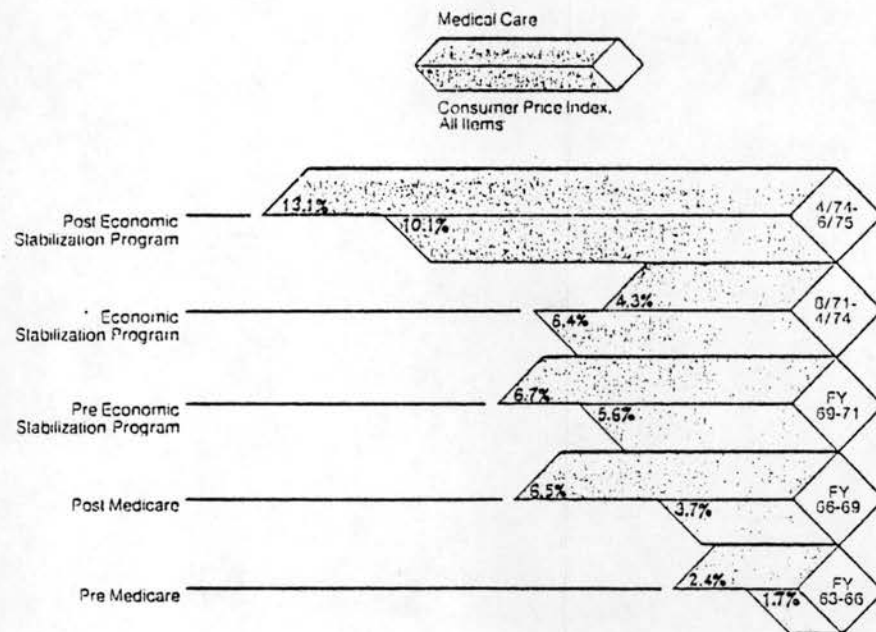 Medical Care
Consumer Price Index,
All Items
Post Economic
Stabilization Program
13.1%
10.1%
4/74-
6/75
Economic
Stabilization Program
4.3%
6.4%
8/71-
4/74
Pre Economic
Stabilization Program
6.7%
5.6%
FY
69-71
Post Medicare
6.5%
3.7%
FY
66-69
Pre Medicare
2.4%
1.7%
FY
63-66